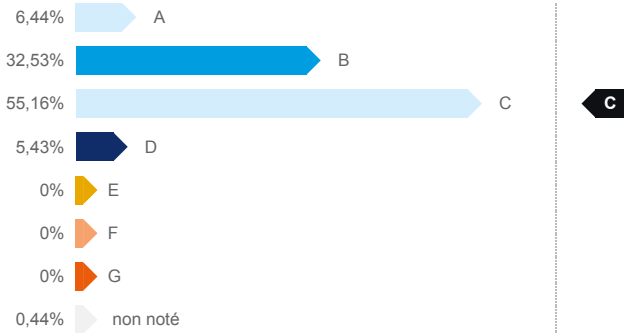 6,44% A
32,53% B
55,16% C C
5,43% D
0% E
0% F
0% G
0,44% non noté